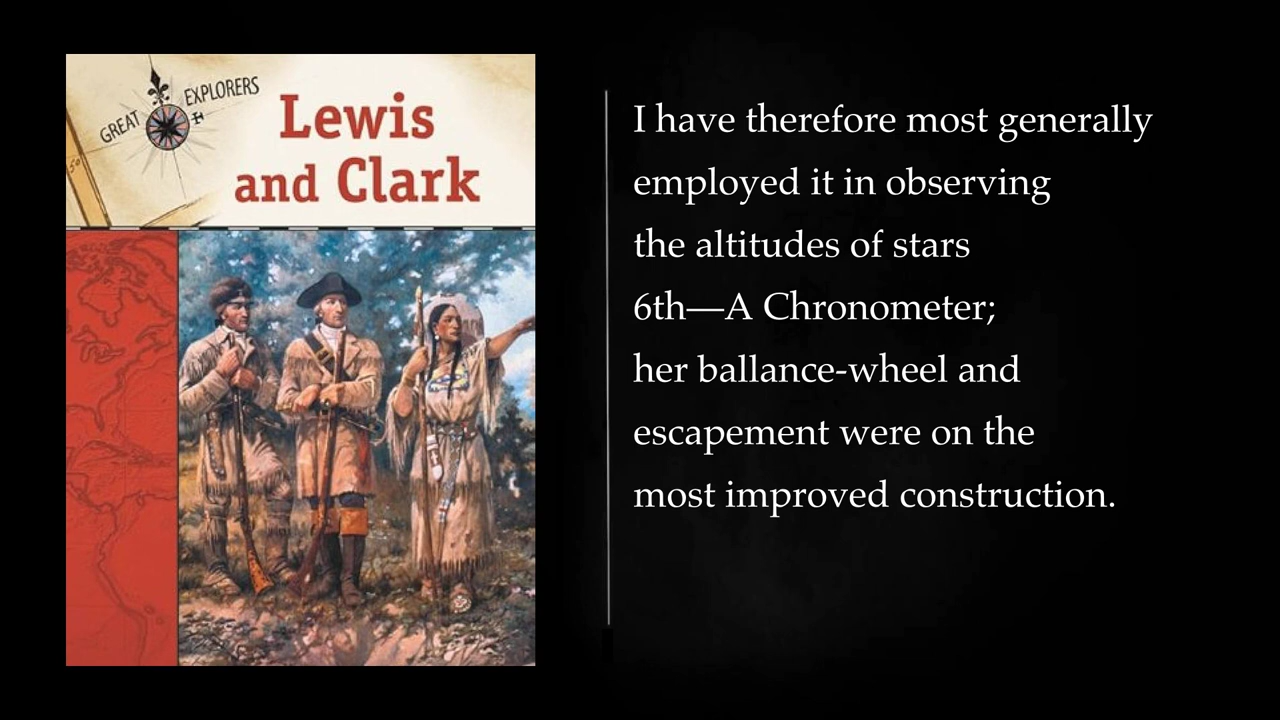 GREAT EXPLORERS
Lewis
and Clark
50
I have therefore most generally
employed it in observing
the altitudes of stars
6th—A Chronometer;
her ballance-wheel and
escapement were on the
most improved construction.